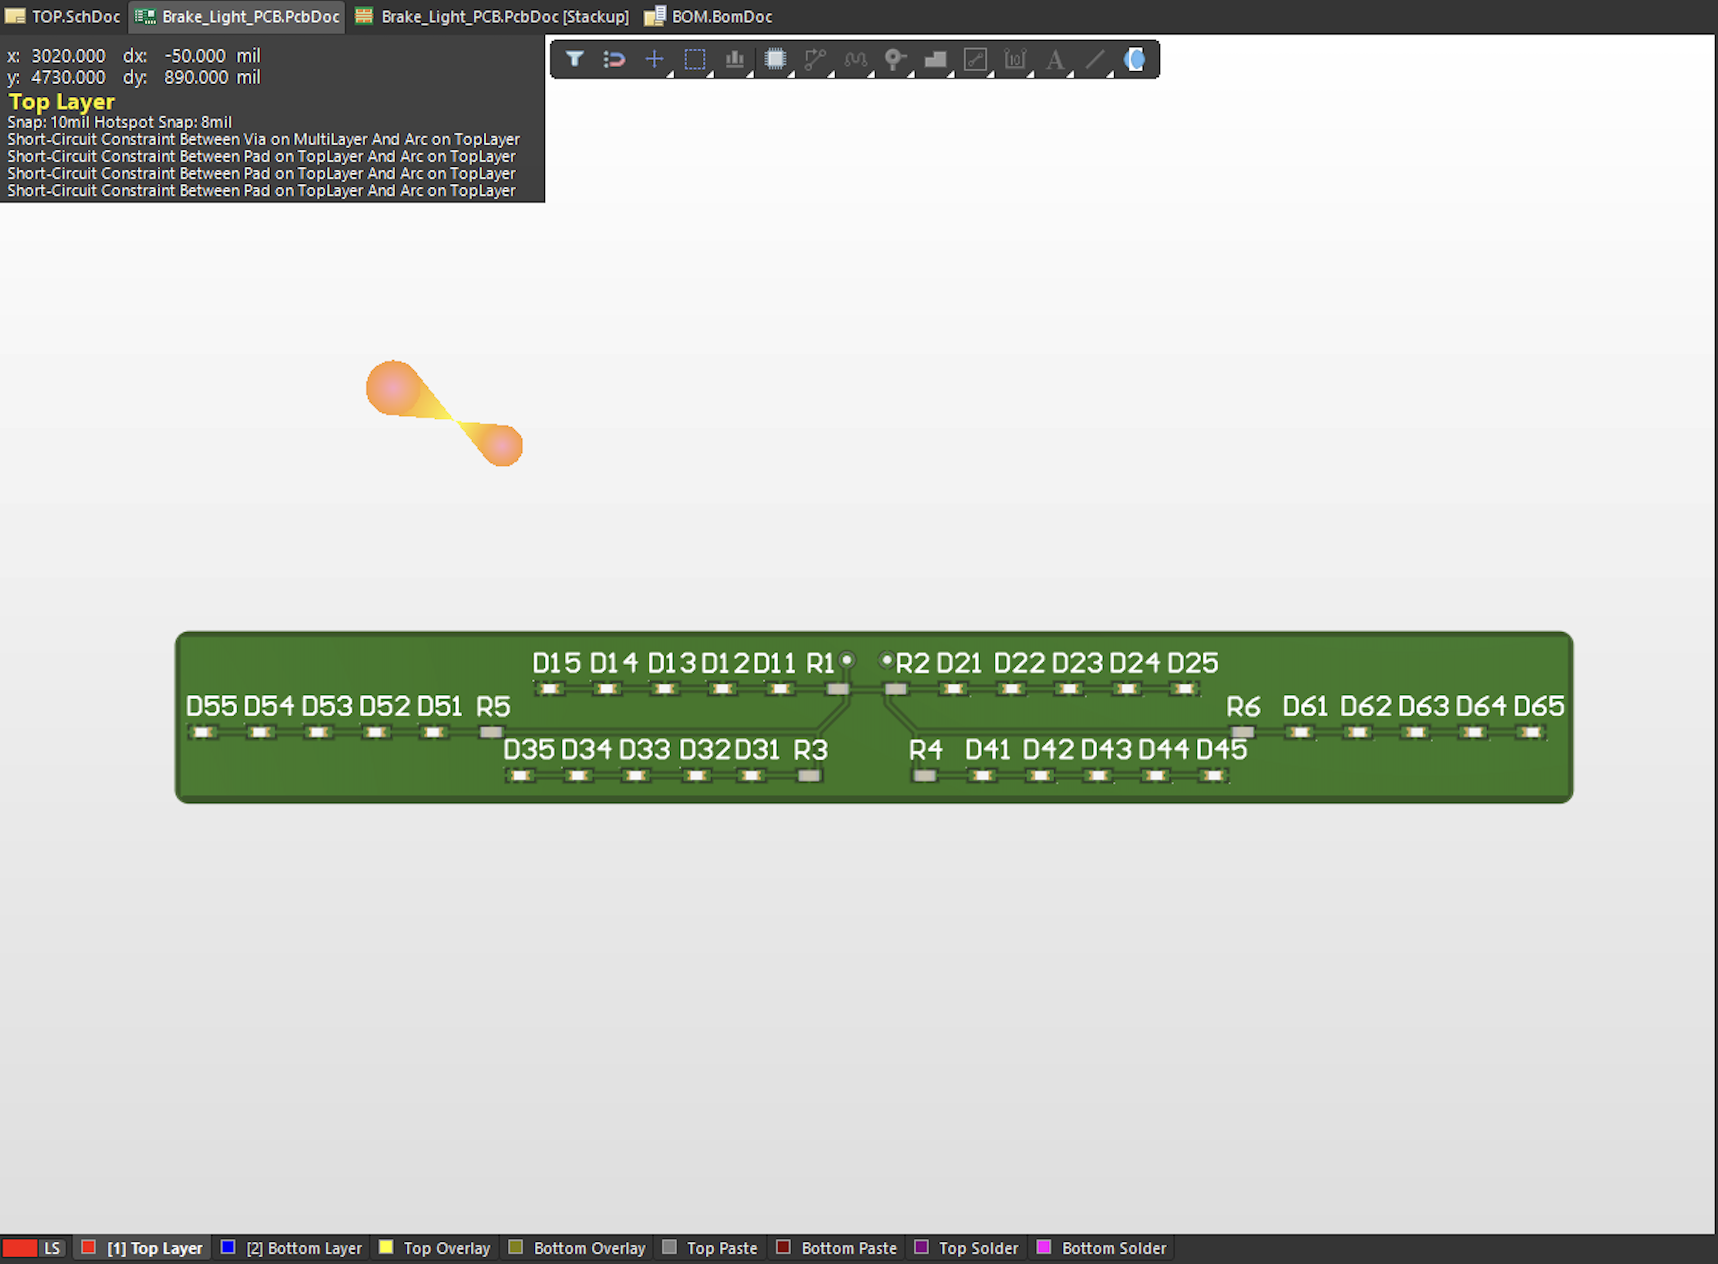 TOP.SchDoc Brake_Light_PCB.PcbDoc Brake_Light_PCB.PcbDoc [Stackup] BOM.BomDoc
x: 3020.000 dx: -50.000 mil
y: 4730.000 dy: 890.000 mil
Top Layer
Snap: 10mil Hotspot Snap: 8mil
Short-Circuit Constraint Between Via on MultiLayer And Arc on TopLayer
Short-Circuit Constraint Between Pad on TopLayer And Arc on TopLayer
Short-Circuit Constraint Between Pad on TopLayer And Arc on TopLayer
Short-Circuit Constraint Between Pad on TopLayer And Arc on TopLayer
D15 D14 D13 D12 D11 R1 R2 D21 D22 D23 D24 D25
D55 D54 D53 D52 D51 R5 R6 D61 D62 D63 D64 D65
D35 D34 D33 D32 D31 R3 R4 D41 D42 D43 D44 D45
LS [1] Top Layer [2] Bottom Layer Top Overlay Bottom Overlay Top Paste Bottom Paste Top Solder Bottom Solder